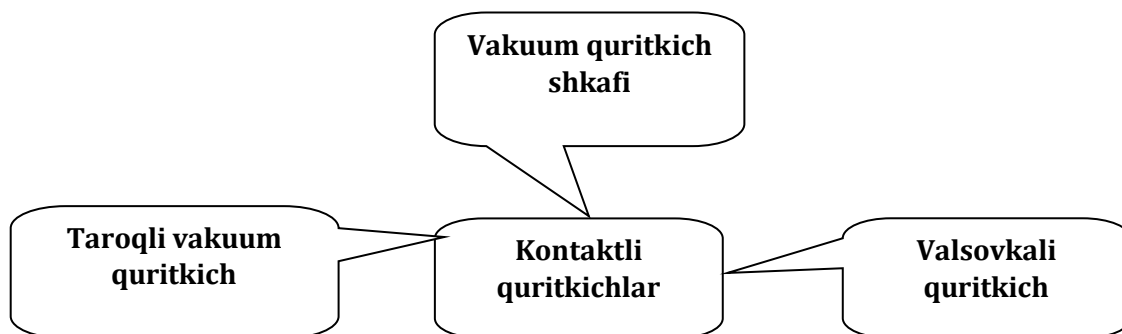 Vakuum quritkich
shkafi
Taroqli vakuum
quritkich
Kontaktli
quritkichlar
Valsovkali
quritkich